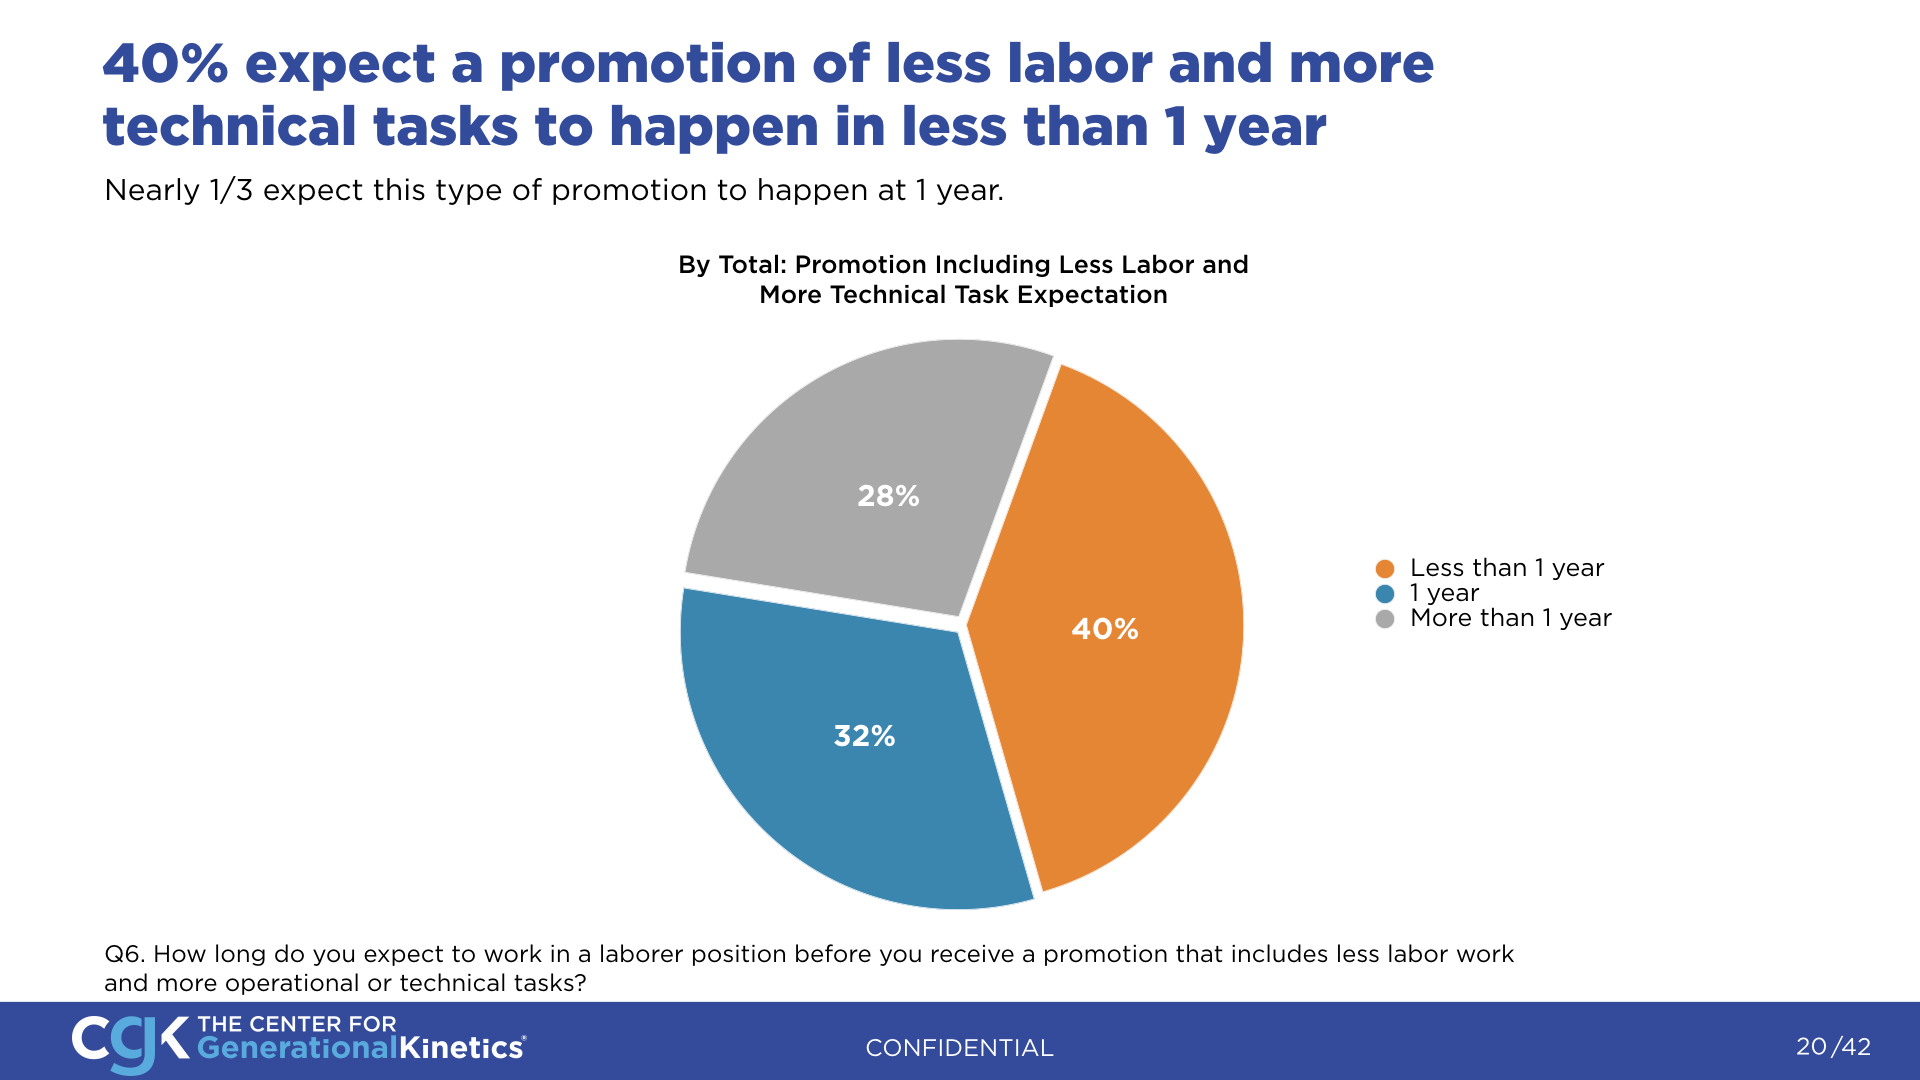 40% expect a promotion of less labor and more
technical tasks to happen in less than 1 year
Nearly 1/3 expect this type of promotion to happen at 1 year.
By Total: Promotion Including Less Labor and
More Technical Task Expectation
28%
40%
32%
Less than 1 year
1 year
More than 1 year
Q6. How long do you expect to work in a laborer position before you receive a promotion that includes less labor work
and more operational or technical tasks?
cgk THE CENTER FOR
GenerationalKinetics®
CONFIDENTIAL
20/42